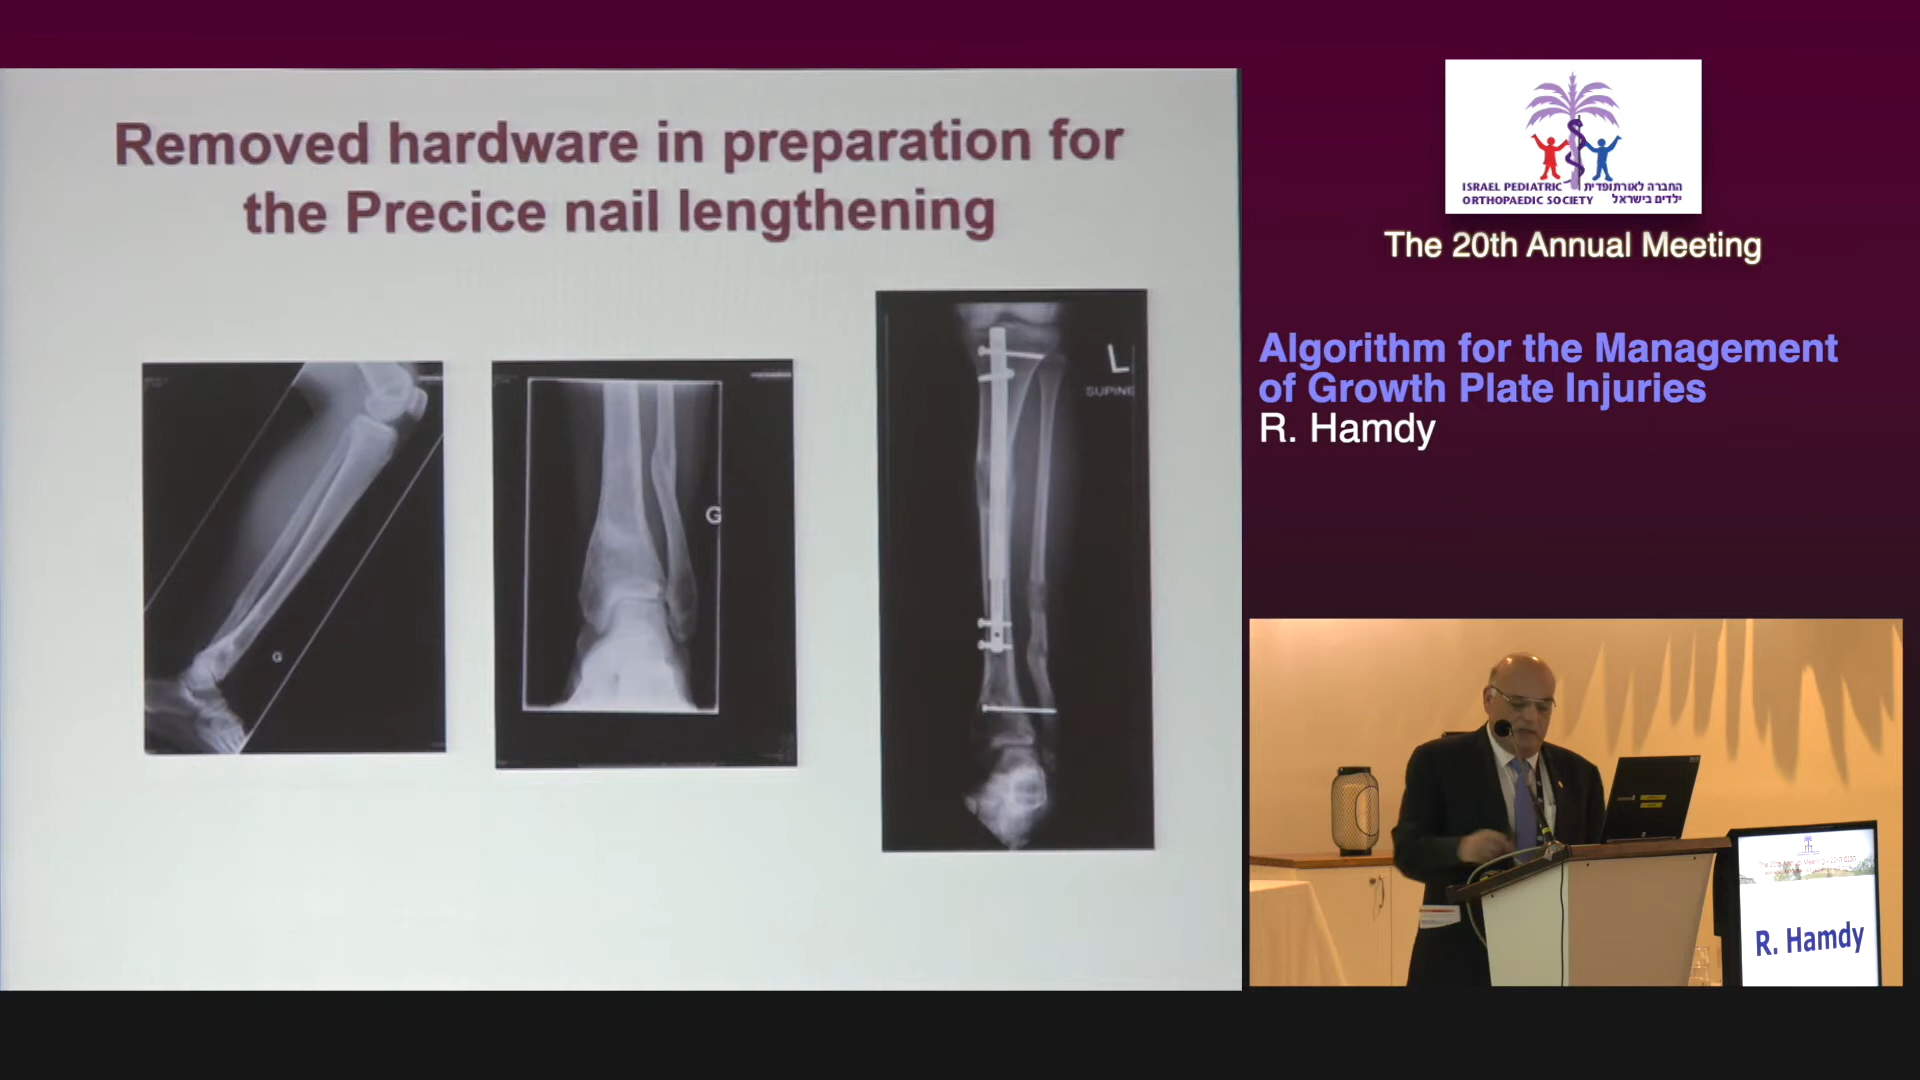 Removed hardware in preparation for
the Precice nail lengthening
G
G
L
SUPINE
ISRAEL PEDIATRIC
ORTHOPAEDIC SOCIETY
החברה לאורתופדית
ילדים בישראל
The 20th Annual Meeting
Algorithm for the Management
of Growth Plate Injuries
R. Hamdy
R. Hamdy